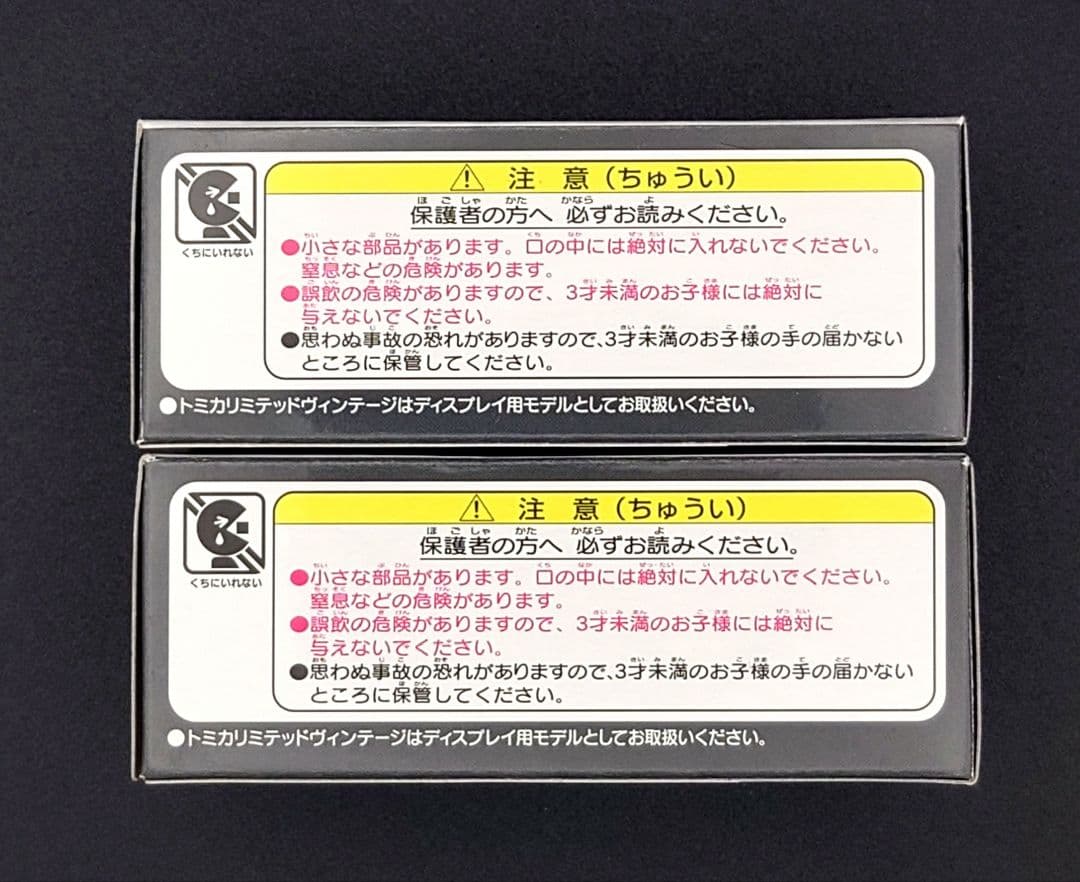 ⚠ 注 意（ちゅうい）
くちにいれない
保護者の方へ 必ずお読みください。
●小さな部品があります。口の中には絶対に入れないでください。
窒息などの危険があります。
●誤飲の危険がありますので、3才未満のお子様には絶対に
与えないでください。
●思わぬ事故の恐れがありますので、3才未満のお子様の手の届かない
ところに保管してください。
●トミカリミテッドヴィンテージはディスプレイ用モデルとしてお取扱いください。
⚠ 注 意（ちゅうい）
くちにいれない
保護者の方へ 必ずお読みください。
●小さな部品があります。口の中には絶対に入れないでください。
窒息などの危険があります。
●誤飲の危険がありますので、3才未満のお子様には絶対に
与えないでください。
●思わぬ事故の恐れがありますので、3才未満のお子様の手の届かない
ところに保管してください。
●トミカリミテッドヴィンテージはディスプレイ用モデルとしてお取扱いください。